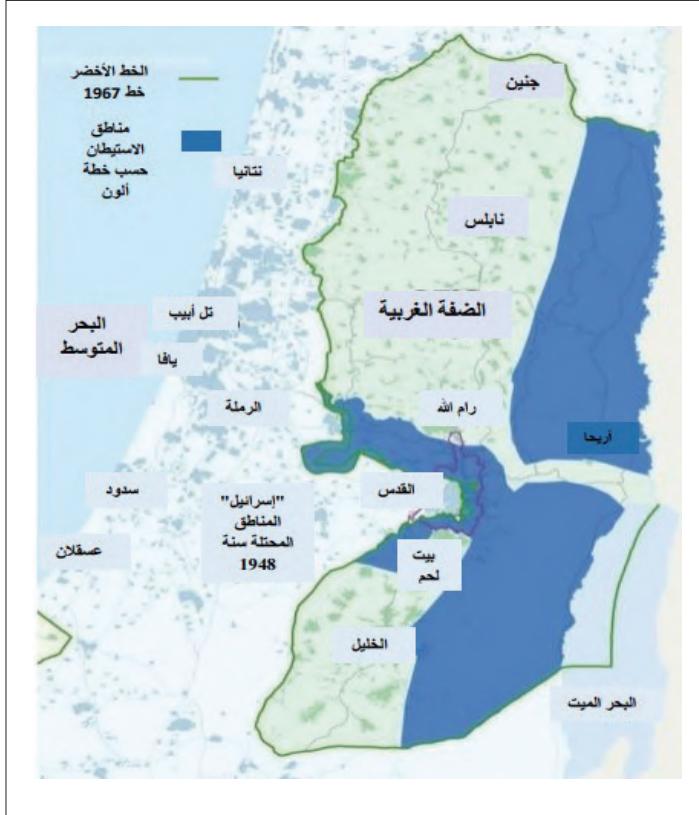 الخط الأخضر
خط 1967
مناطق
الاستيطان
حسب خطة
ألون
جنين
نتانيا
نابلس
الضفة الغربية
تل أبيب
البحر
المتوسط
يافا
الرملة
رام الله
أريحا
سدود
"إسرائيل"
المناطق
المحتلة سنة
1948
القدس
عسقلان
بيت
لحم
الخليل
البحر الميت